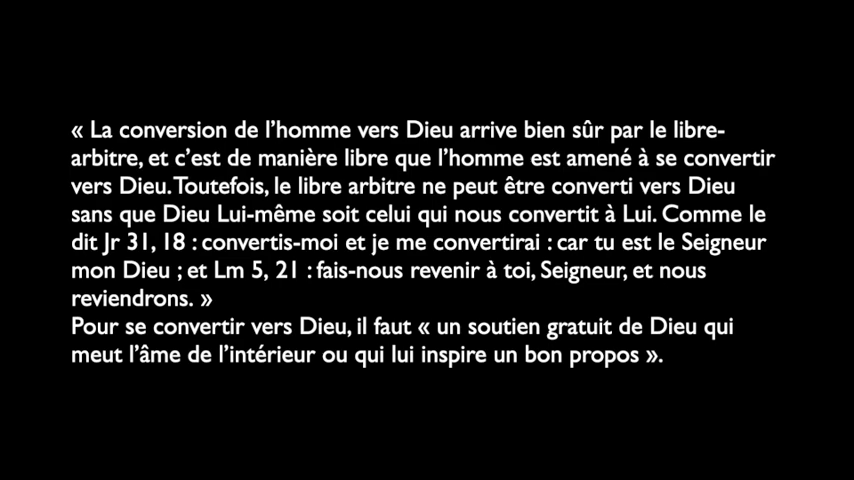 « La conversion de l’homme vers Dieu arrive bien sûr par le libre-
arbitre, et c’est de manière libre que l’homme est amené à se convertir
vers Dieu. Toutefois, le libre arbitre ne peut être converti vers Dieu
sans que Dieu Lui-même soit celui qui nous convertit à Lui. Comme le
dit Jr 31, 18 : convertis-moi et je me convertirai : car tu est le Seigneur
mon Dieu ; et Lm 5, 21 : fais-nous revenir à toi, Seigneur, et nous
reviendrons. »
Pour se convertir vers Dieu, il faut « un soutien gratuit de Dieu qui
meut l’âme de l’intérieur ou qui lui inspire un bon propos ».